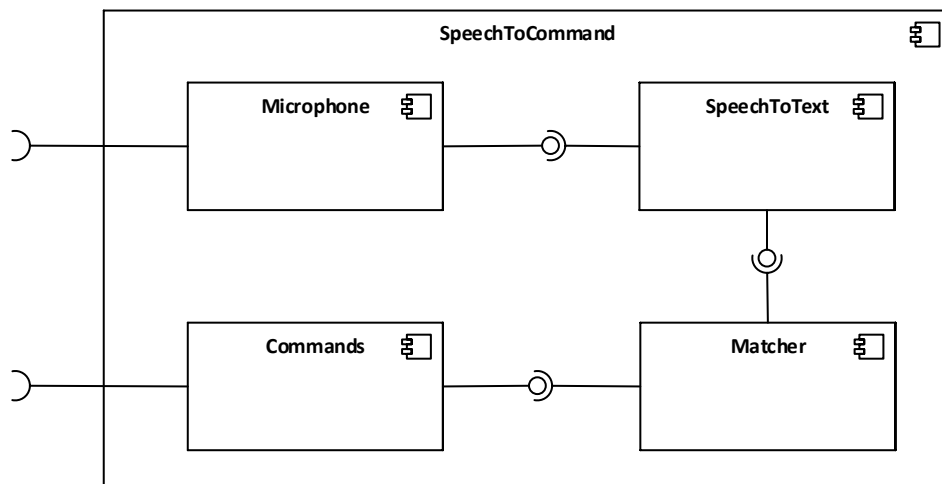 SpeechToCommand
Microphone
SpeechToText
Commands
Matcher